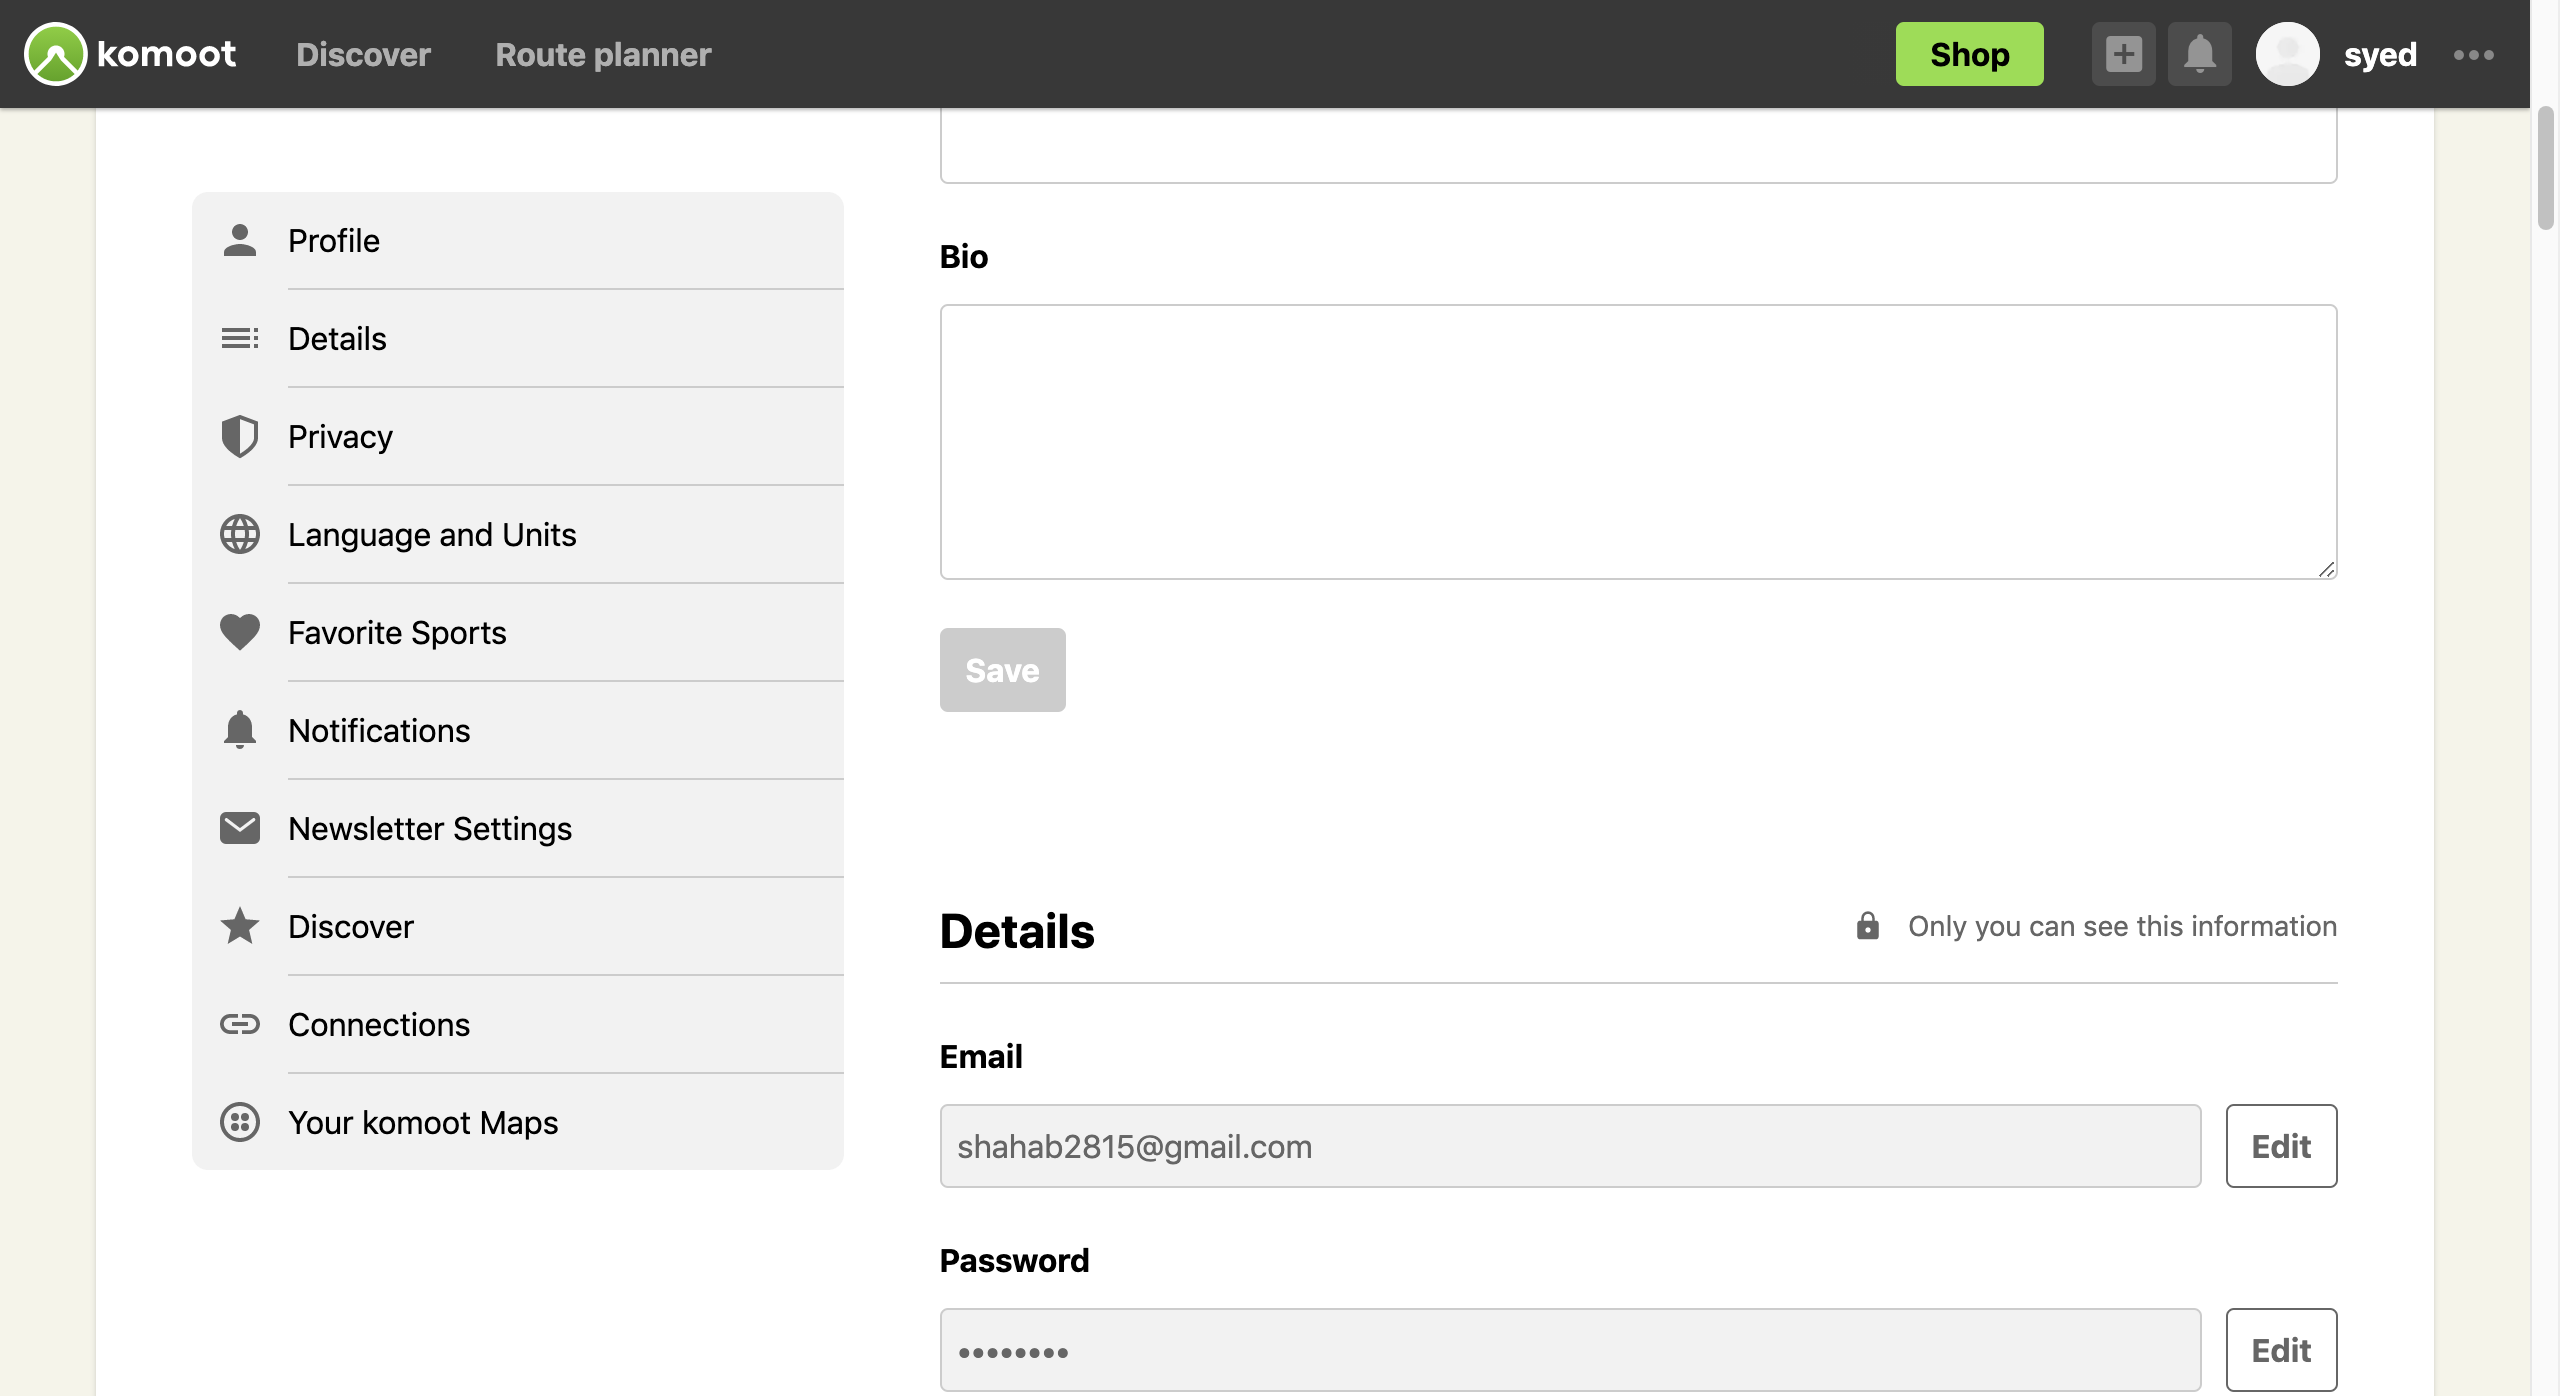 komoot
Discover
Route planner
Shop
syed
Profile
Details
Privacy
Language and Units
Favorite Sports
Notifications
Newsletter Settings
Discover
Connections
Your komoot Maps
Bio
Save
Details
Only you can see this information
Email
shahab2815@gmail.com
Edit
Password
••••••••
Edit